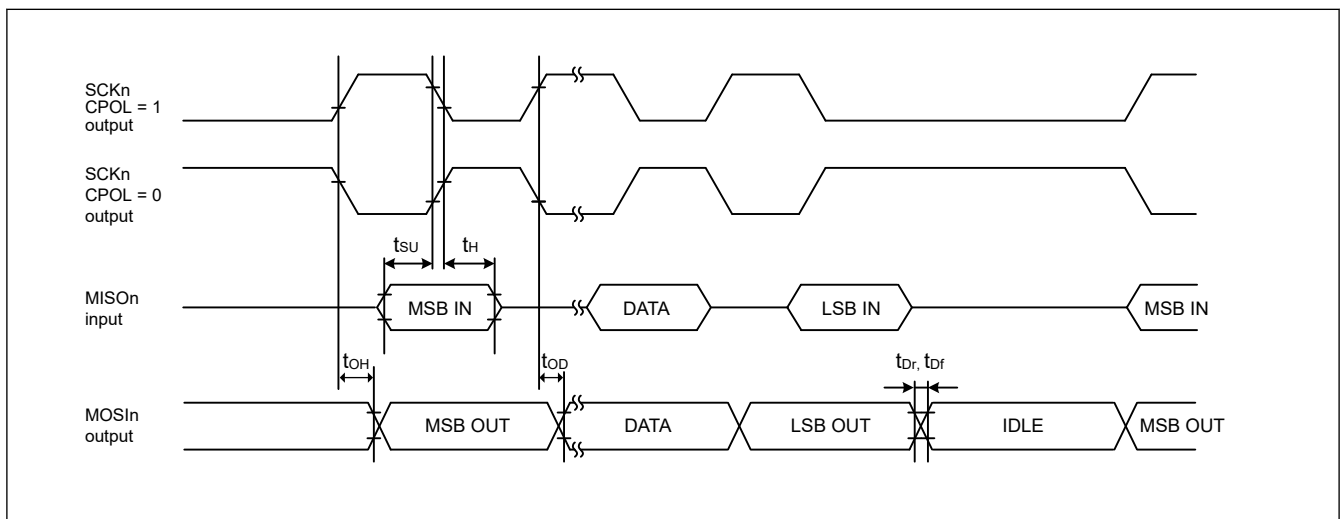 SCKn
CPOL = 1
output
SCKn
CPOL = 0
output
tSU
tH
MISOn
input
MSB IN
DATA
LSB IN
MSB IN
tOH
tOD
tDr, tDf
MOSIn
output
MSB OUT
DATA
LSB OUT
IDLE
MSB OUT